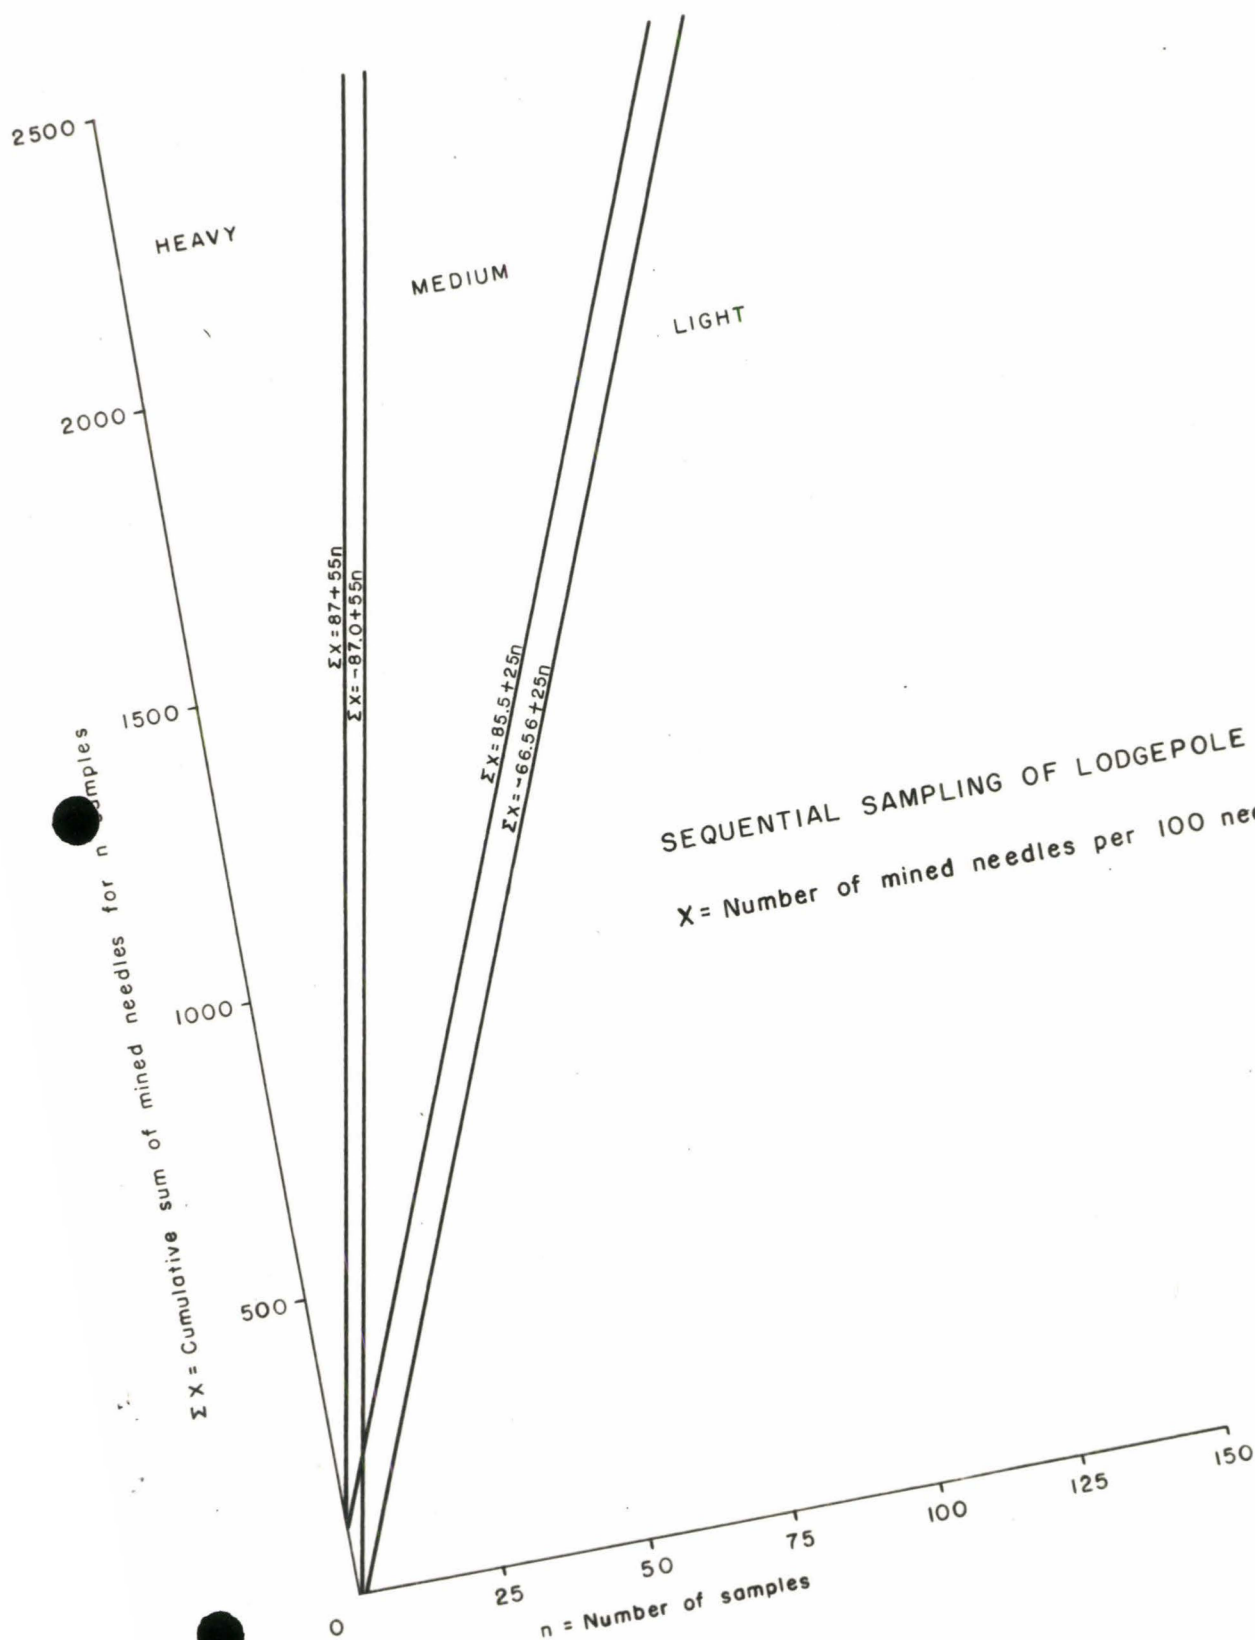 2500
HEAVY
MEDIUM
LIGHT
2000
1500
1000
500
0
ΣX = Cumulative sum of mined needles for n
ΣX=87+55n
ΣX=-87.0+55n
ΣX=85.5+25n
ΣX=-66.56+25n
SEQUENTIAL SAMPLING OF LODGEPOLE
X = Number of mined needles per 100
25
50
75
100
125
150
n = Number of samples